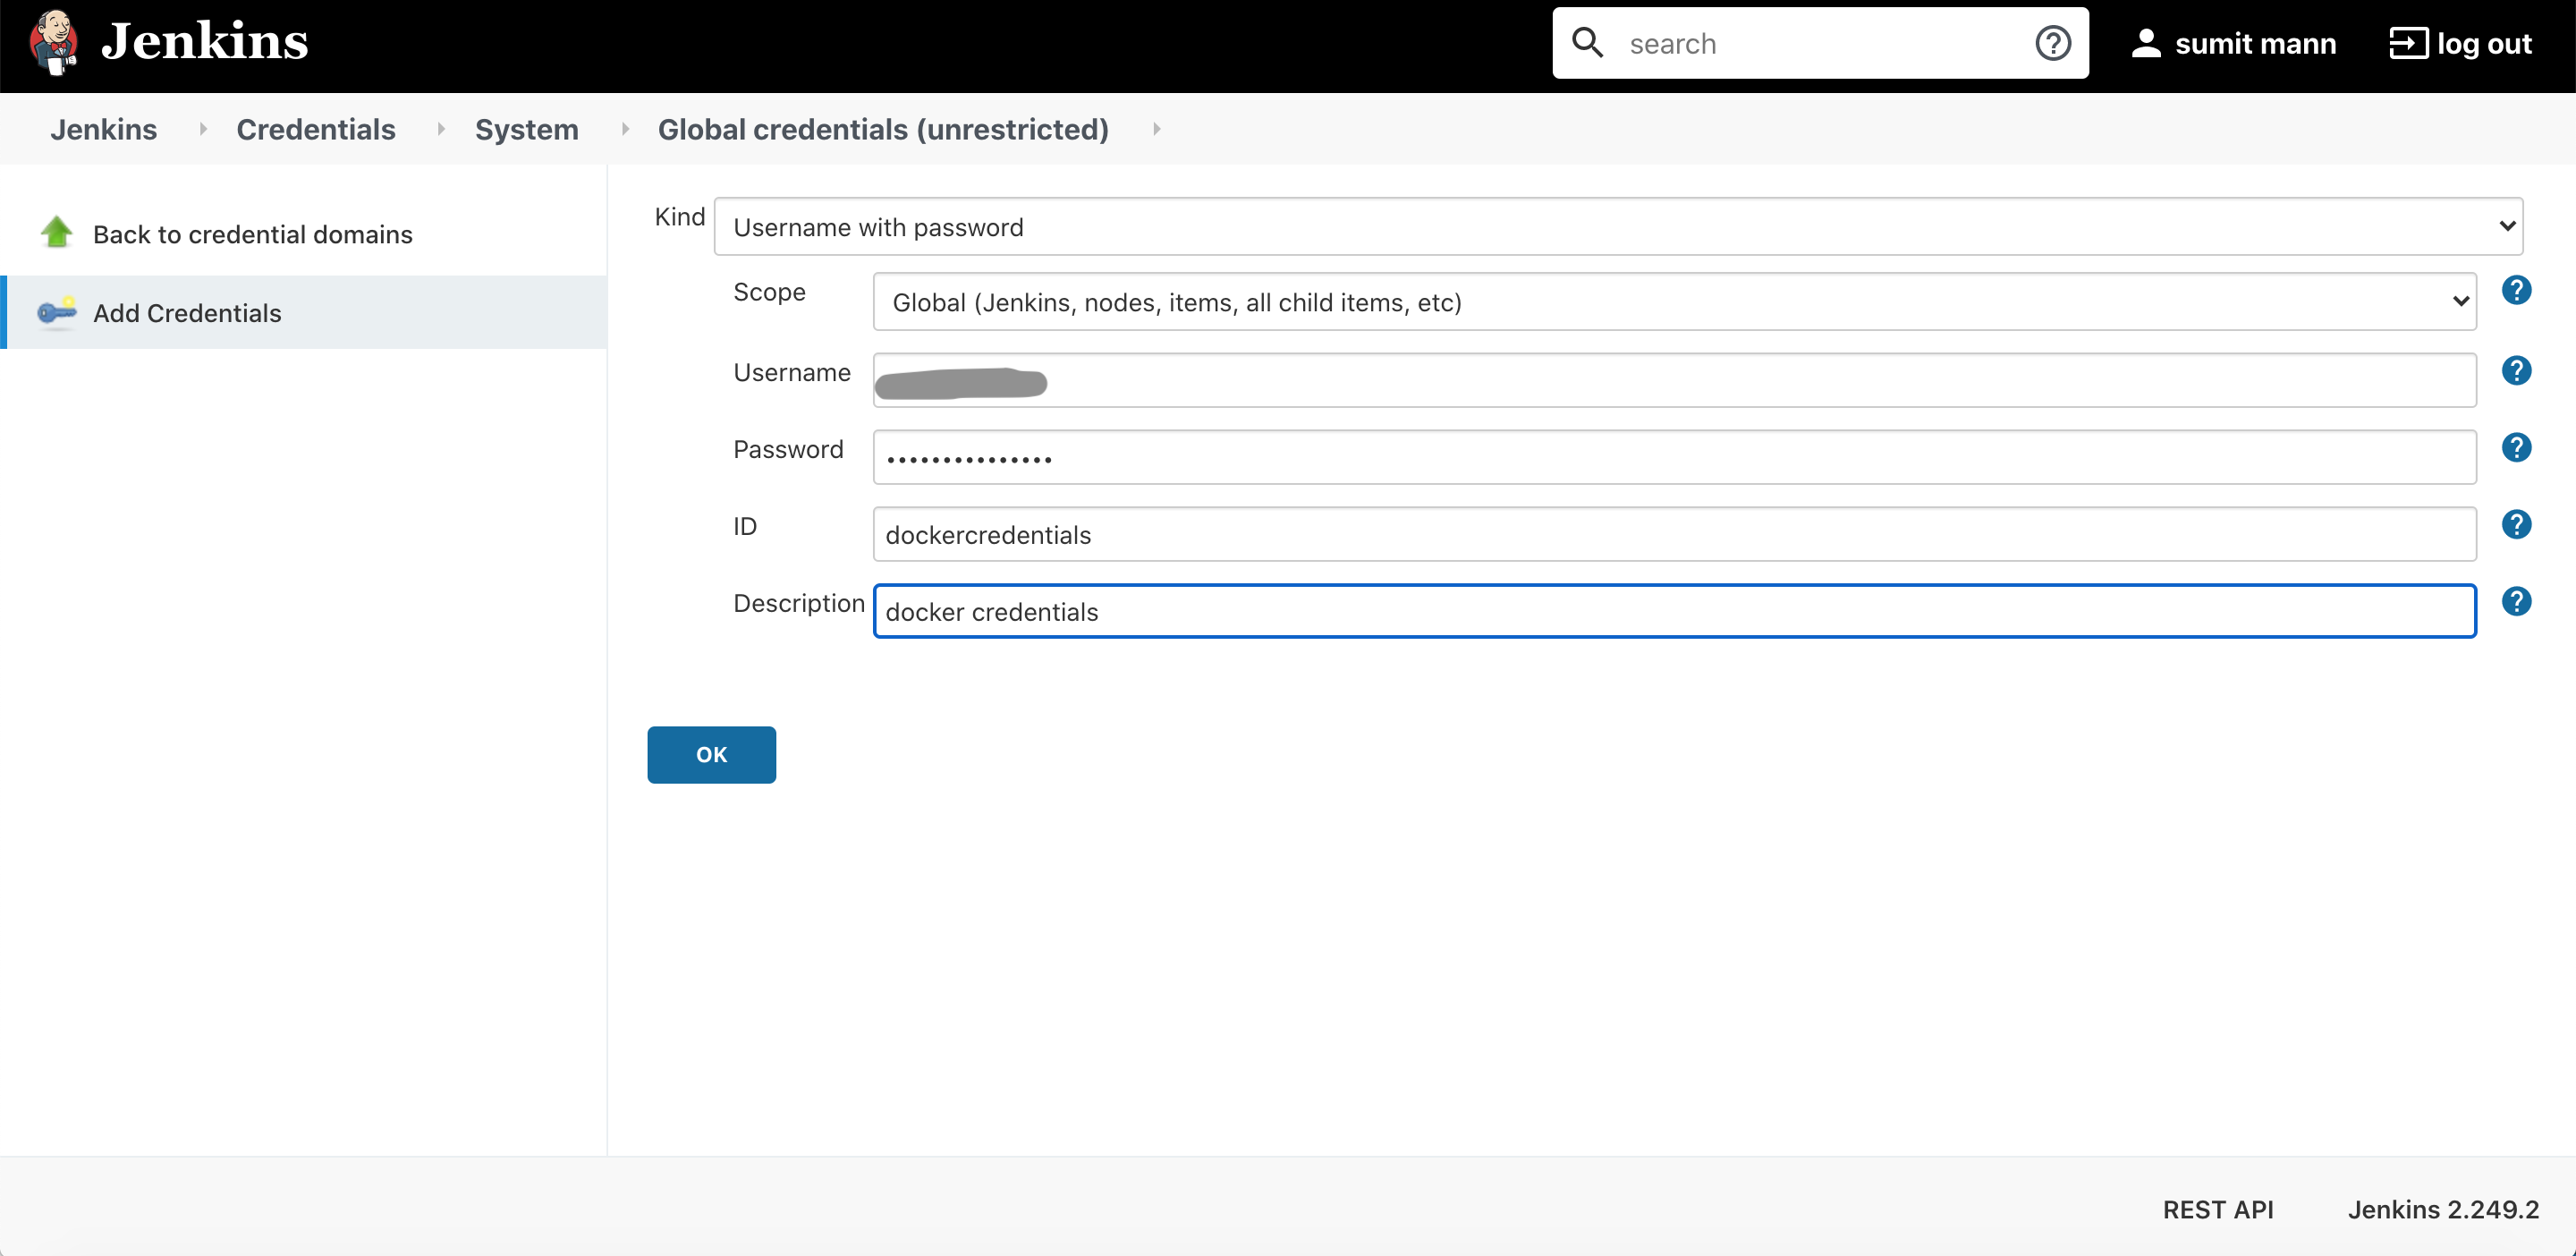 Jenkins
search
sumit mann
log out
Jenkins Credentials System Global credentials (unrestricted)
Back to credential domains
Add Credentials
Kind Username with password
Scope Global (Jenkins, nodes, items, all child items, etc)
Username
Password •••••••••••••••
ID dockercredentials
Description docker credentials
OK
REST API Jenkins 2.249.2